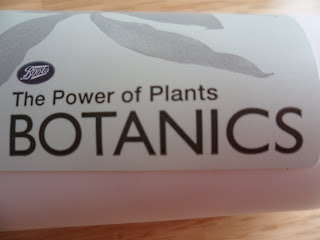 Boots
The Power of Plants
BOTANICS